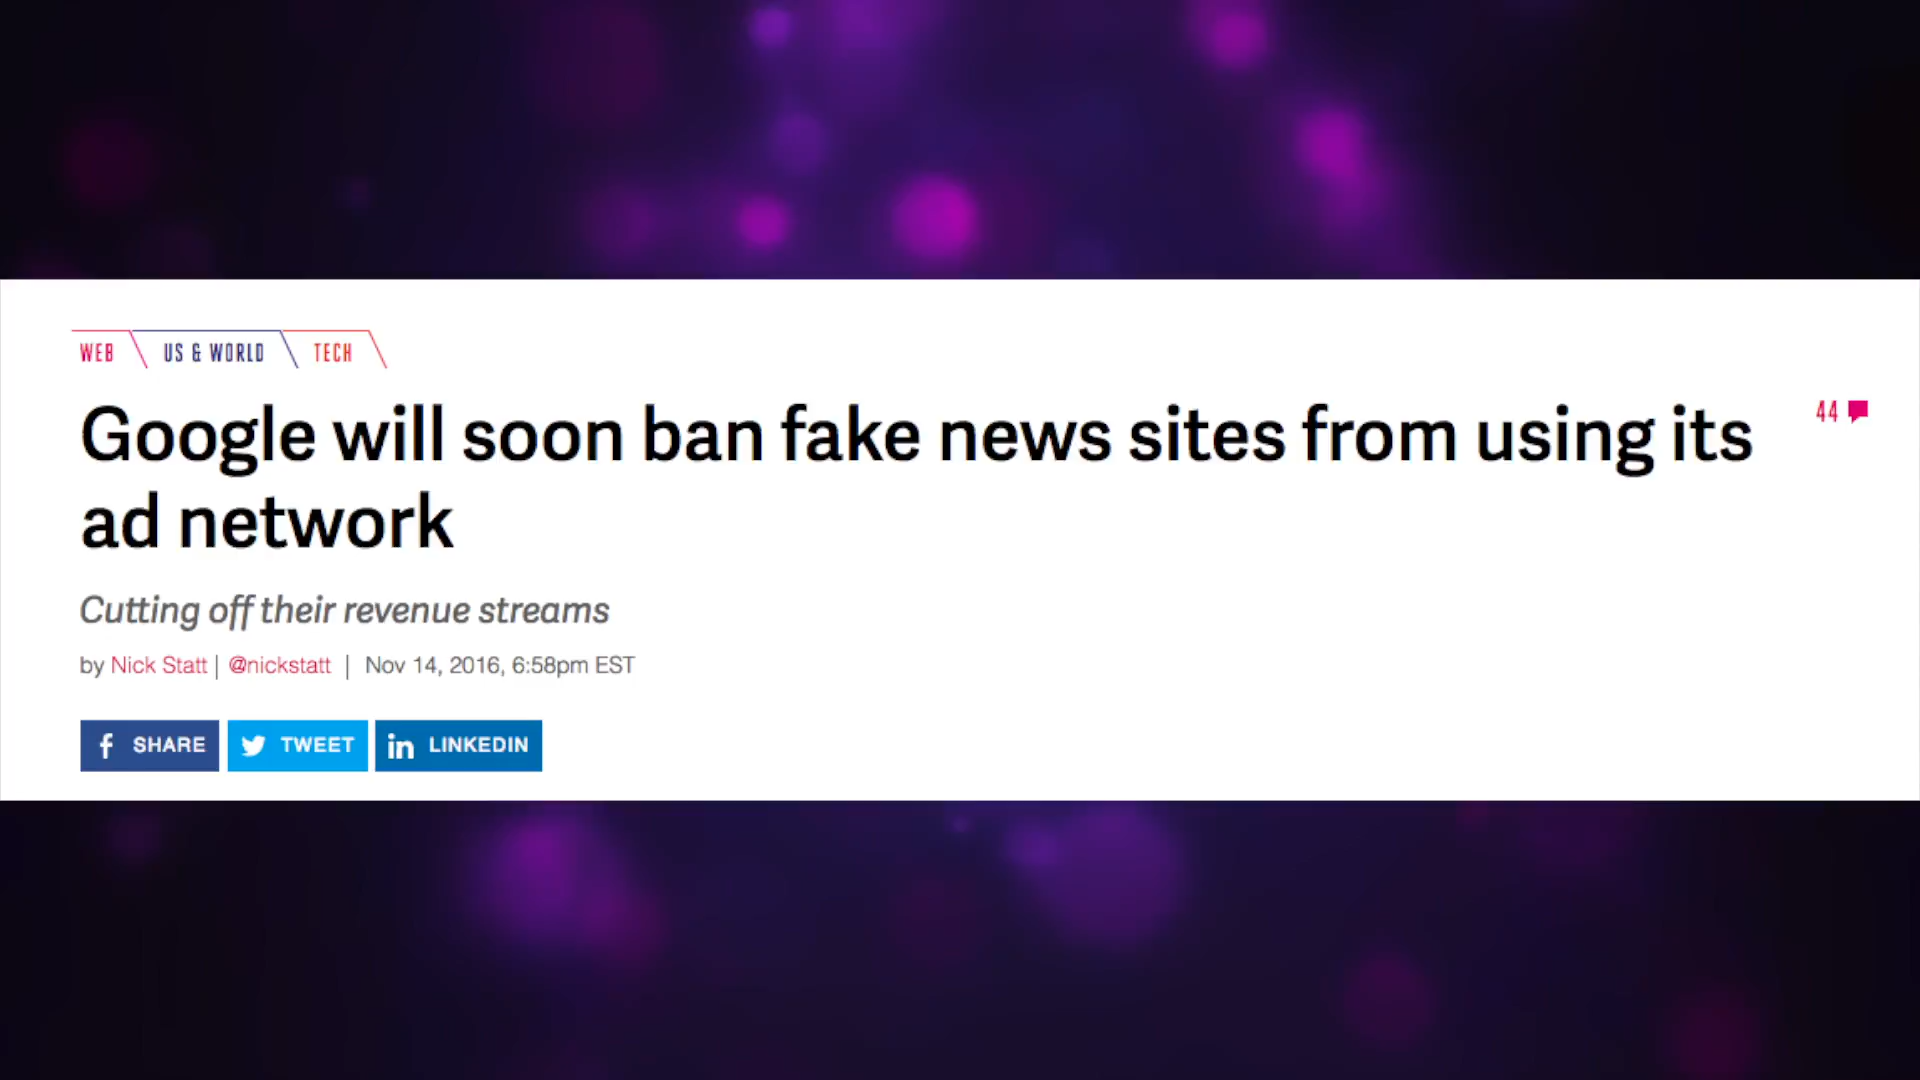 WEB US & WORLD TECH
Google will soon ban fake news sites from using its
44
ad network
Cutting off their revenue streams
by Nick Statt | @nickstatt | Nov 14, 2016, 6:58pm EST
f SHARE TWEET in LINKEDIN